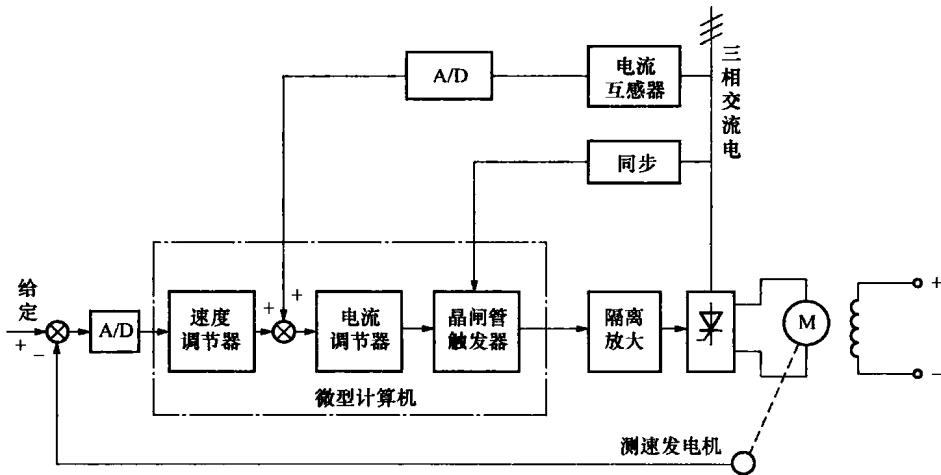 A/D
电流
互感器
三相交流电
同步
给定
+
−
A/D
速度
调节器
+
+
电流
调节器
晶闸管
触发器
隔离
放大
M
+
−
微型计算机
测速发电机